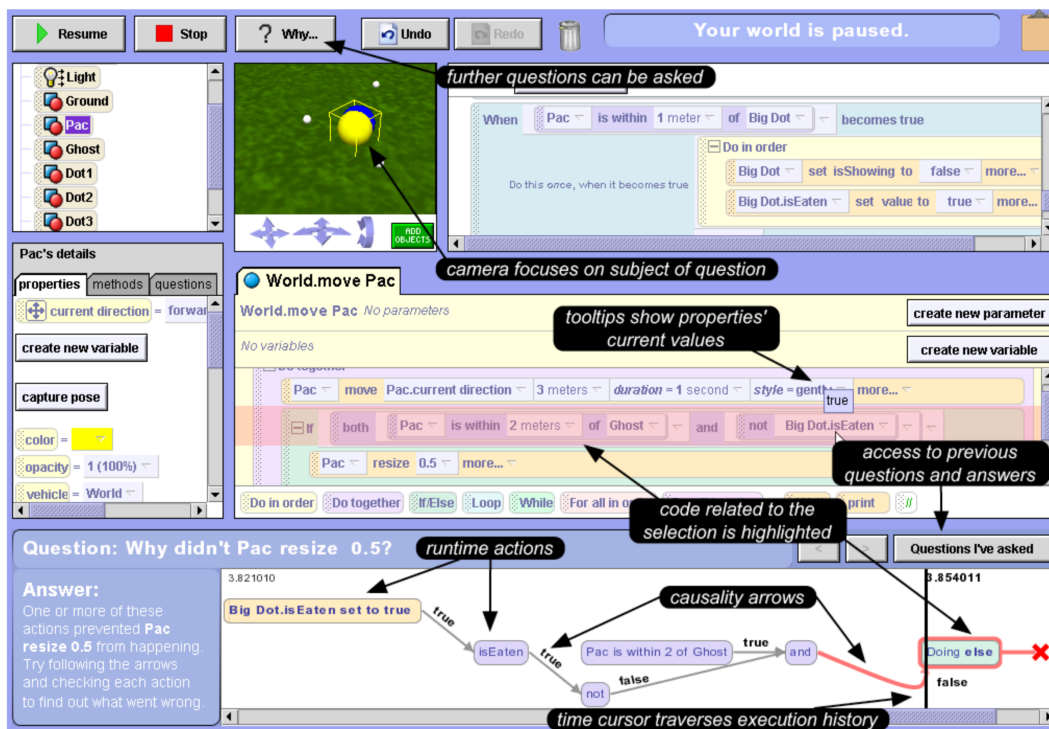 Resume
Stop
? Why...
Undo
Redo
Your world is paused.
further questions can be asked
Light
Ground
Pac
Ghost
Dot1
Dot2
Dot3
ADD
OBJECTS
When Pac is within 1 meter of Big Dot becomes true
Do in order
Do this once, when it becomes true
Big Dot set isShowing to false more...
Big Dot.isEaten set value to true more...
camera focuses on subject of question
Pac's details
properties methods questions
current direction = forwar
create new variable
capture pose
color =
opacity = 1 (100%)
vehicle = World
World.move Pac
World.move Pac No parameters
create new parameter
No variables
create new variable
tooltips show properties'
current values
Pac move Pac.current direction 3 meters duration = 1 second style = gently more...
true
If both Pac is within 2 meters of Ghost and not Big Dot.isEaten
Pac resize 0.5 more...
access to previous
questions and answers
Do in order Do together If/Else Loop While For all in o print //
code related to the
selection is highlighted
Question: Why didn't Pac resize 0.5?
runtime actions
< >
Questions I've asked
Answer:
One or more of these
actions prevented Pac
resize 0.5 from happening.
Try following the arrows
and checking each action
to find out what went wrong.
3.821010
3.854011
Big Dot.isEaten set to true
true
causality arrows
isEaten
true
Pac is within 2 of Ghost
true
and
Doing else
not
false
false
time cursor traverses execution history